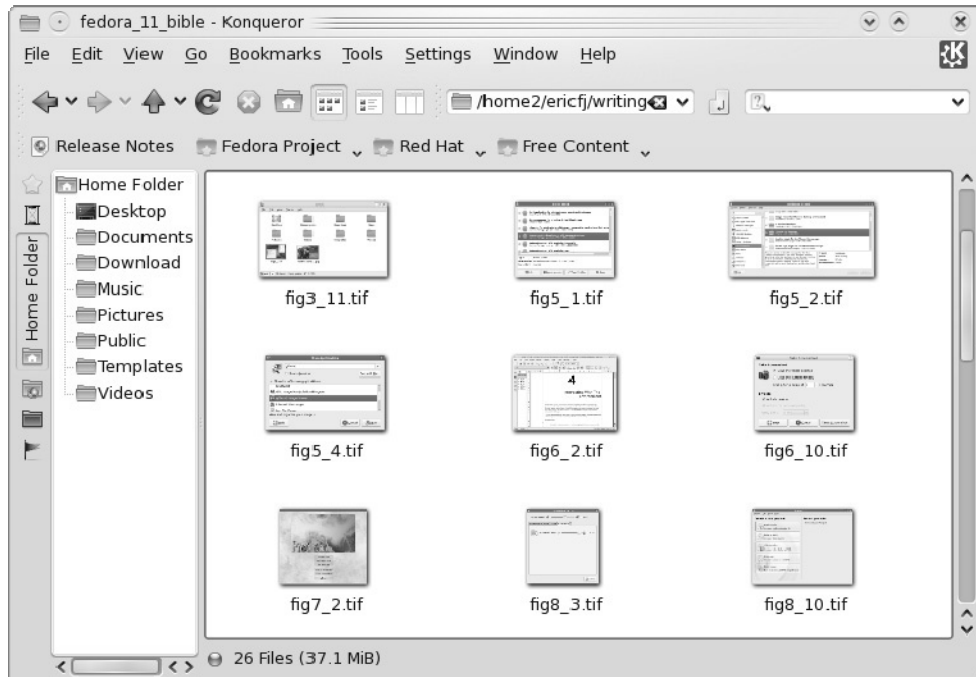 fedora_11_bible - Konqueror
File Edit View Go Bookmarks Tools Settings Window Help
/home2/ericfj/writing
Release Notes Fedora Project Red Hat Free Content
Home Folder
Home Folder
Desktop
Documents
Download
Music
Pictures
Public
Templates
Videos
fig3_11.tif fig5_1.tif fig5_2.tif
fig5_4.tif fig6_2.tif fig6_10.tif
fig7_2.tif fig8_3.tif fig8_10.tif
26 Files (37.1 MiB)